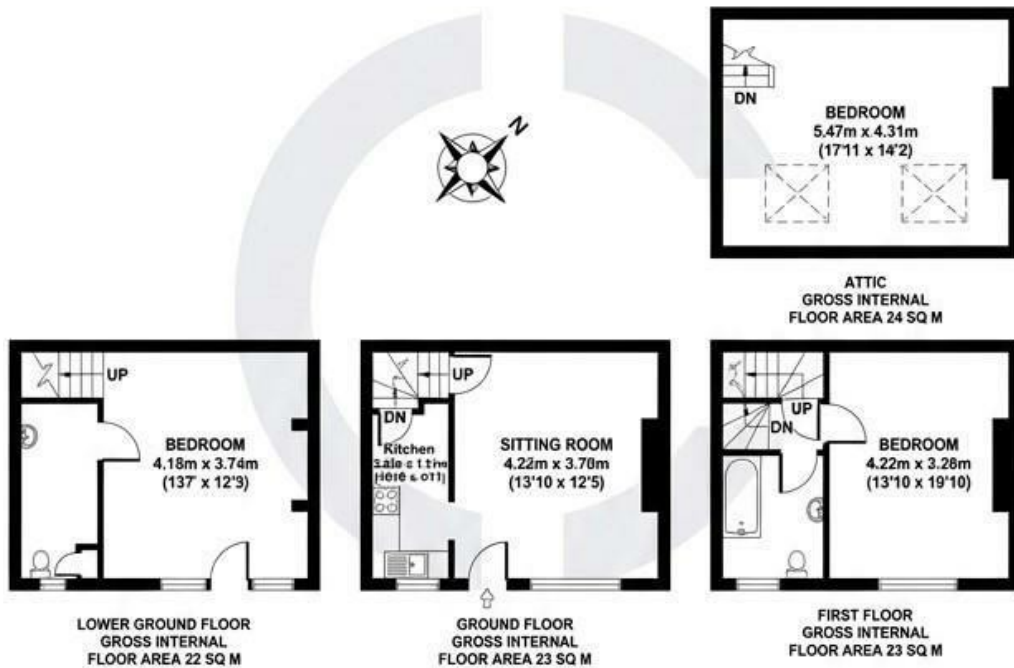 N
DN
BEDROOM
5.47m x 4.31m
(17'11 x 14'2)
ATTIC
GROSS INTERNAL
FLOOR AREA 24 SQ M
UP
BEDROOM
4.18m x 3.74m
(137' x 12'3)
LOWER GROUND FLOOR
GROSS INTERNAL
FLOOR AREA 22 SQ M
UP
DN
Kitchen
SITTING ROOM
4.22m x 3.78m
(13'10 x 12'5)
GROUND FLOOR
GROSS INTERNAL
FLOOR AREA 23 SQ M
UP
DN
BEDROOM
4.22m x 3.28m
(13'10 x 19'10)
FIRST FLOOR
GROSS INTERNAL
FLOOR AREA 23 SQ M